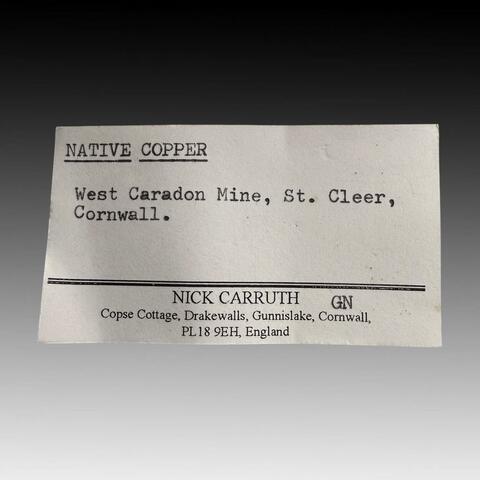 NATIVE COPPER
West Caradon Mine, St. Cleer,
Cornwall.
NICK CARRUTH GN
Copse Cottage, Drakewalls, Gunnislake, Cornwall,
PL18 9EH, England